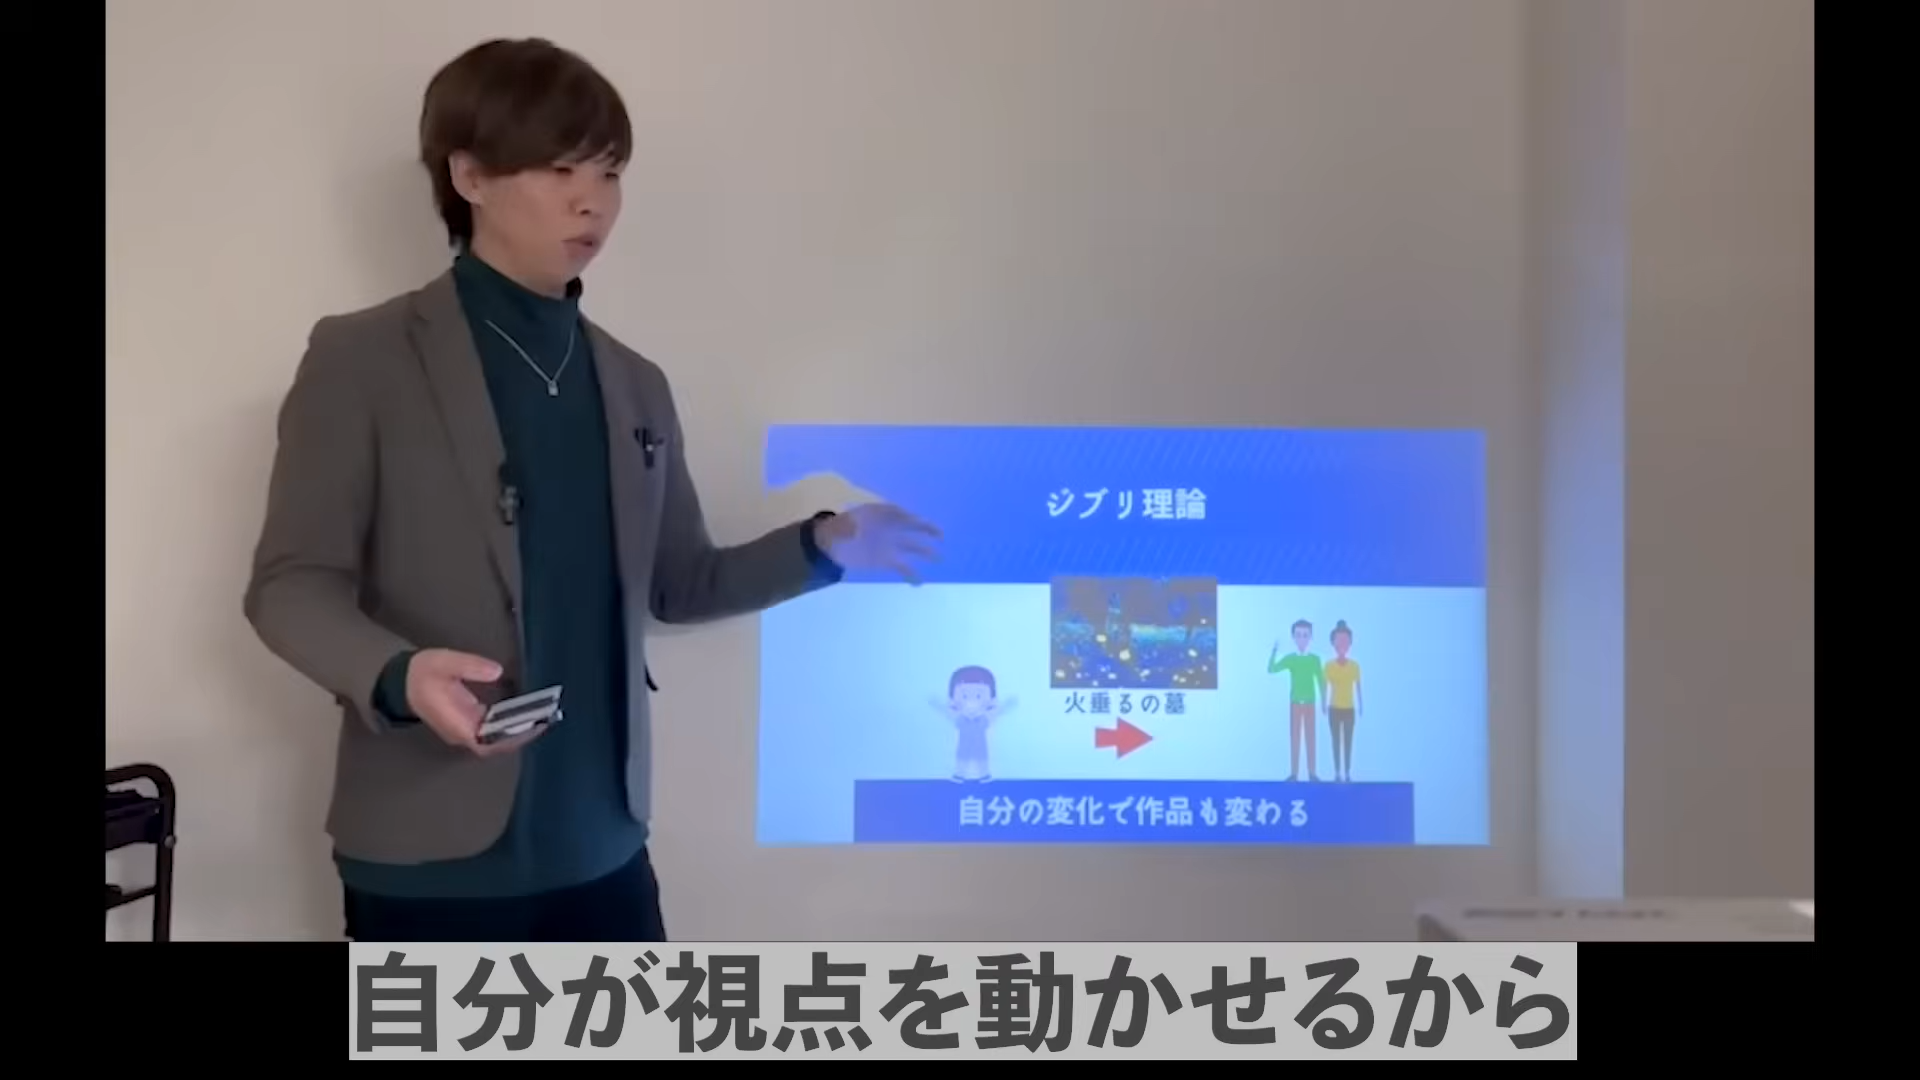 ジブリ理論
火垂るの墓
自分の変化で作品も変わる
自分が視点を動かせるから